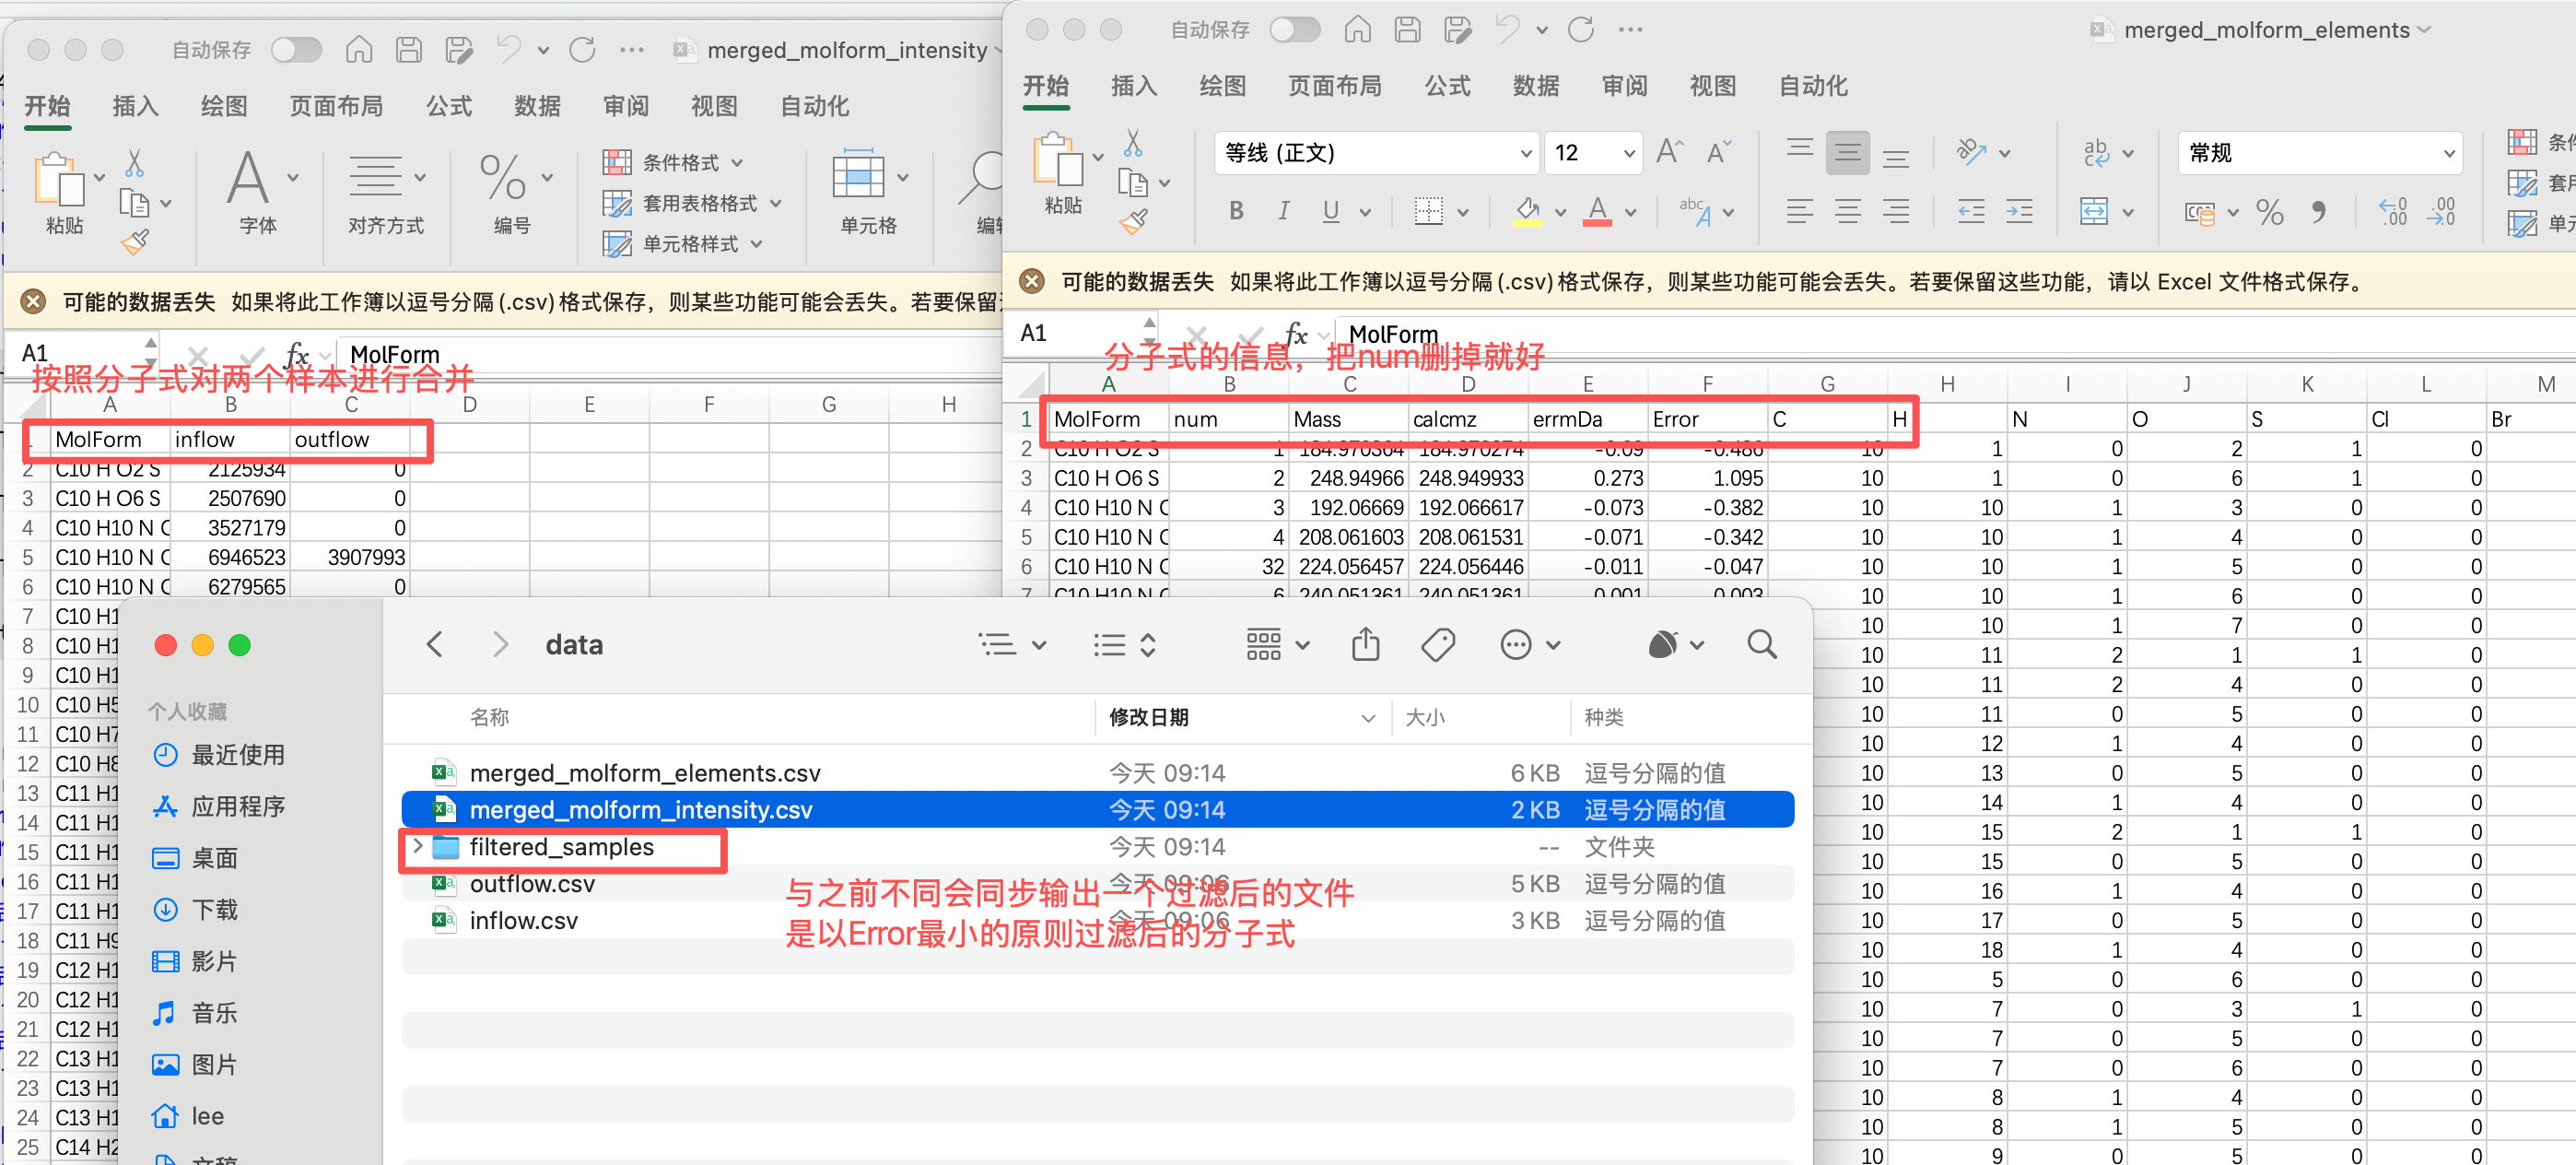 自动保存
merged_molform_intensity
开始 插入 绘图 页面布局 公式 数据 审阅 视图 自动化
粘贴
字体
对齐方式
编号
条件格式
套用表格格式
单元格样式
单元格
可能的数据丢失 如果将此工作簿以逗号分隔(.csv)格式保存，则某些功能可能会丢失。若要保留
A1 fx MolForm
按照分子式对两个样本进行合并
A B C D E F G H
MolForm inflow outflow
2 C10 H O2 S 2125934 0
3 C10 H O6 S 2507690 0
4 C10 H10 N 3527179 0
5 C10 H10 N 6946523 3907993
6 C10 H10 N 6279565 0
7 C10 H1
8 C10 H1
9 C10 H1
10 C10 H5
11 C10 H7
12 C10 H8
13 C11 H1
14 C11 H1
15 C11 H1
16 C11 H1
17 C11 H1
18 C11 H9
19 C12 H1
20 C12 H1
21 C12 H1
22 C13 H1
23 C13 H1
24 C13 H1
25 C14 H2
自动保存
merged_molform_elements
开始 插入 绘图 页面布局 公式 数据 审阅 视图 自动化
粘贴
等线 (正文) 12
常规
B I U
可能的数据丢失 如果将此工作簿以逗号分隔(.csv)格式保存，则某些功能可能会丢失。若要保留这些功能，请以 Excel 文件格式保存。
A1 fx MolForm
分子式的信息，把num删掉就好
A B C D E F G H I J K L M
1 MolForm num Mass calcmz errmDa Error C H N O S Cl Br
2 C10 H O2 S 1 184.970364 184.970274 -0.09 -0.486 10 1 0 2 1 0
3 C10 H O6 S 2 248.94966 248.949933 0.273 1.095 10 1 0 6 1 0
4 C10 H10 N 3 192.06669 192.066617 -0.073 -0.382 10 10 1 3 0 0
5 C10 H10 N 4 208.061603 208.061531 -0.071 -0.342 10 10 1 4 0 0
6 C10 H10 N 32 224.056457 224.056446 -0.011 -0.047 10 10 1 5 0 0
7 C10 H10 N 6 240.051361 240.051361 0.001 0.003 10 10 1 6 0 0
10 10 1 7 0 0
10 11 2 1 1 0
10 11 2 4 0 0
10 11 0 5 0 0
10 12 1 4 0 0
10 13 0 5 0 0
10 14 1 4 0 0
10 15 2 1 1 0
10 15 0 5 0 0
10 16 1 4 0 0
10 17 0 5 0 0
10 18 1 4 0 0
10 5 0 6 0 0
10 7 0 3 1 0
10 7 0 5 0 0
10 7 0 6 0 0
10 8 1 4 0 0
10 8 1 5 0 0
10 9 0 5 0 0
data
个人收藏
最近使用
应用程序
桌面
下载
影片
音乐
图片
lee
名称 修改日期 大小 种类
merged_molform_elements.csv 今天 09:14 6 KB 逗号分隔的值
merged_molform_intensity.csv 今天 09:14 2 KB 逗号分隔的值
filtered_samples 今天 09:14 -- 文件夹
outflow.csv 今天 09:06 5 KB 逗号分隔的值
inflow.csv 今天 09:06 3 KB 逗号分隔的值
与之前不同会同步输出一个过滤后的文件
是以Error最小的原则过滤后的分子式